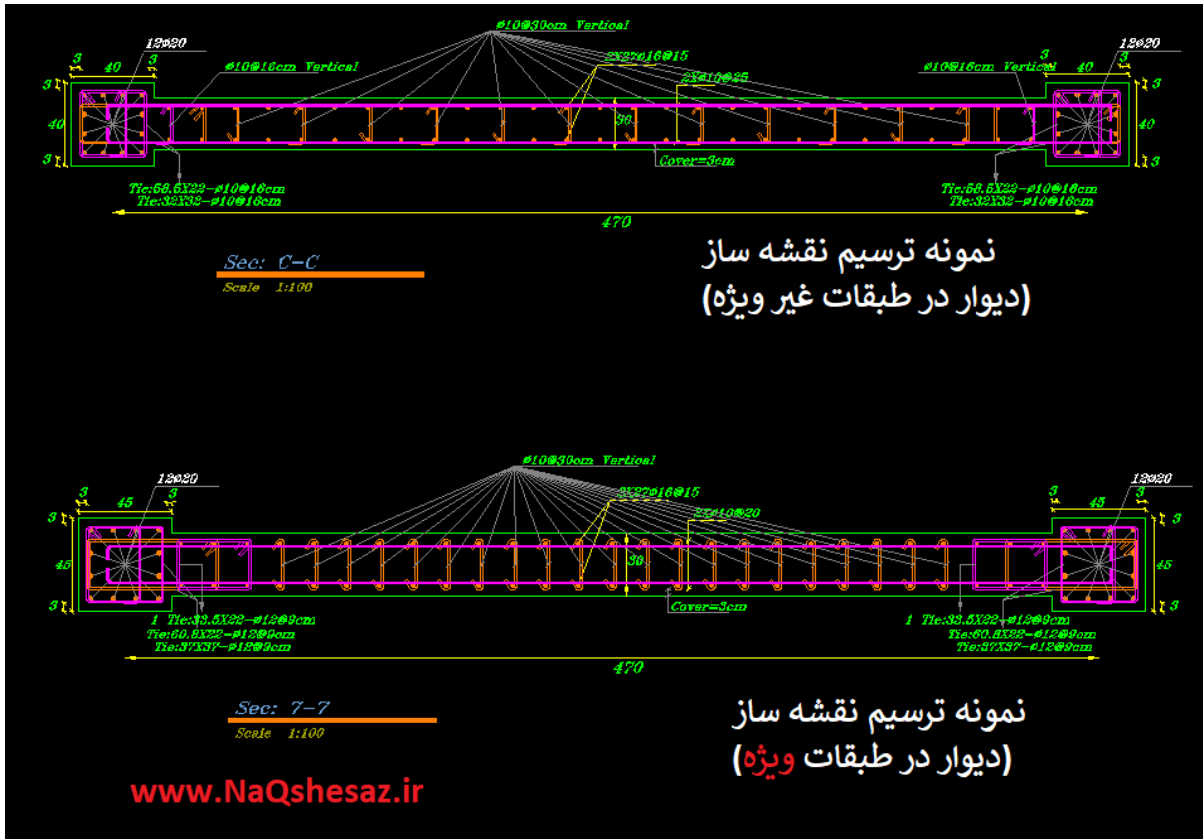 ø10@30cm Vertical
12ø20
12ø20
3
40
3
ø10@16cm Vertical
2X27ø16@15
2Xø10@25
ø10@16cm Vertical
3
40
3
3
40
3
30
3
40
3
Cover=3cm
Tie:58.5X22-ø10@16cm
Tie:32X32-ø10@16cm
Tie:58.5X22-ø10@16cm
Tie:32X32-ø10@16cm
470
Sec: C-C
Scale 1:100
نمونه ترسیم نقشه ساز
(دیوار در طبقات غیر ویژه)
ø10@30cm Vertical
12ø20
12ø20
3
45
3
2X27ø16@15
2Xø10@20
3
45
3
3
45
3
30
3
45
3
Cover=3cm
1 Tie:33.5X22-ø12@9cm
Tie:60.8X22-ø12@9cm
Tie:37X37-ø12@9cm
1 Tie:33.5X22-ø12@9cm
Tie:60.8X22-ø12@9cm
Tie:37X37-ø12@9cm
470
Sec: 7-7
Scale 1:100
نمونه ترسیم نقشه ساز
(دیوار در طبقات ویژه)
www.NaQshesaz.ir